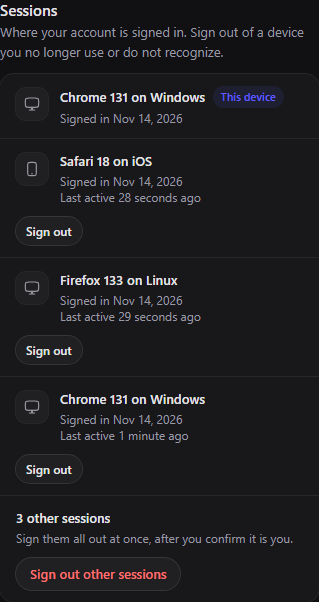 Sessions
Where your account is signed in. Sign out of a device
you no longer use or do not recognize.
Chrome 131 on Windows This device
Signed in Nov 14, 2026
Safari 18 on iOS
Signed in Nov 14, 2026
Last active 28 seconds ago
Sign out
Firefox 133 on Linux
Signed in Nov 14, 2026
Last active 29 seconds ago
Sign out
Chrome 131 on Windows
Signed in Nov 14, 2026
Last active 1 minute ago
Sign out
3 other sessions
Sign them all out at once, after you confirm it is you.
Sign out other sessions